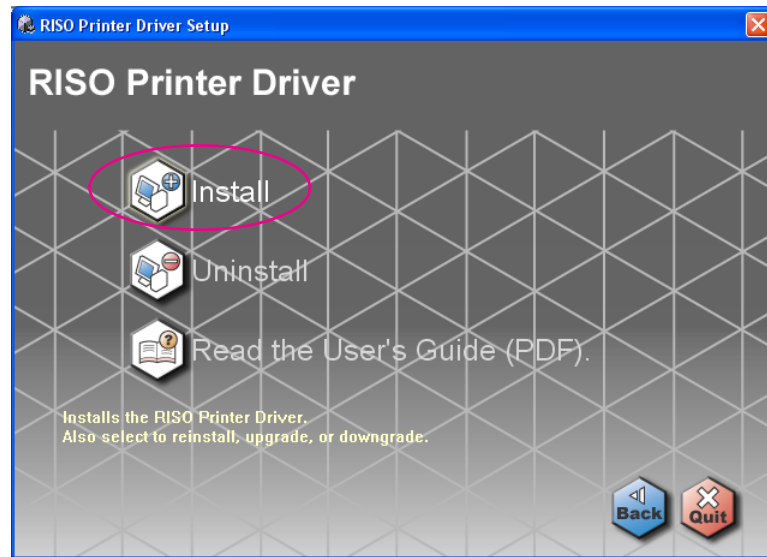 RISO Printer Driver Setup
RISO Printer Driver
Install
Uninstall
Read the User's Guide (PDF).
Installs the RISO Printer Driver.
Also select to reinstall, upgrade, or downgrade.
Back
Quit